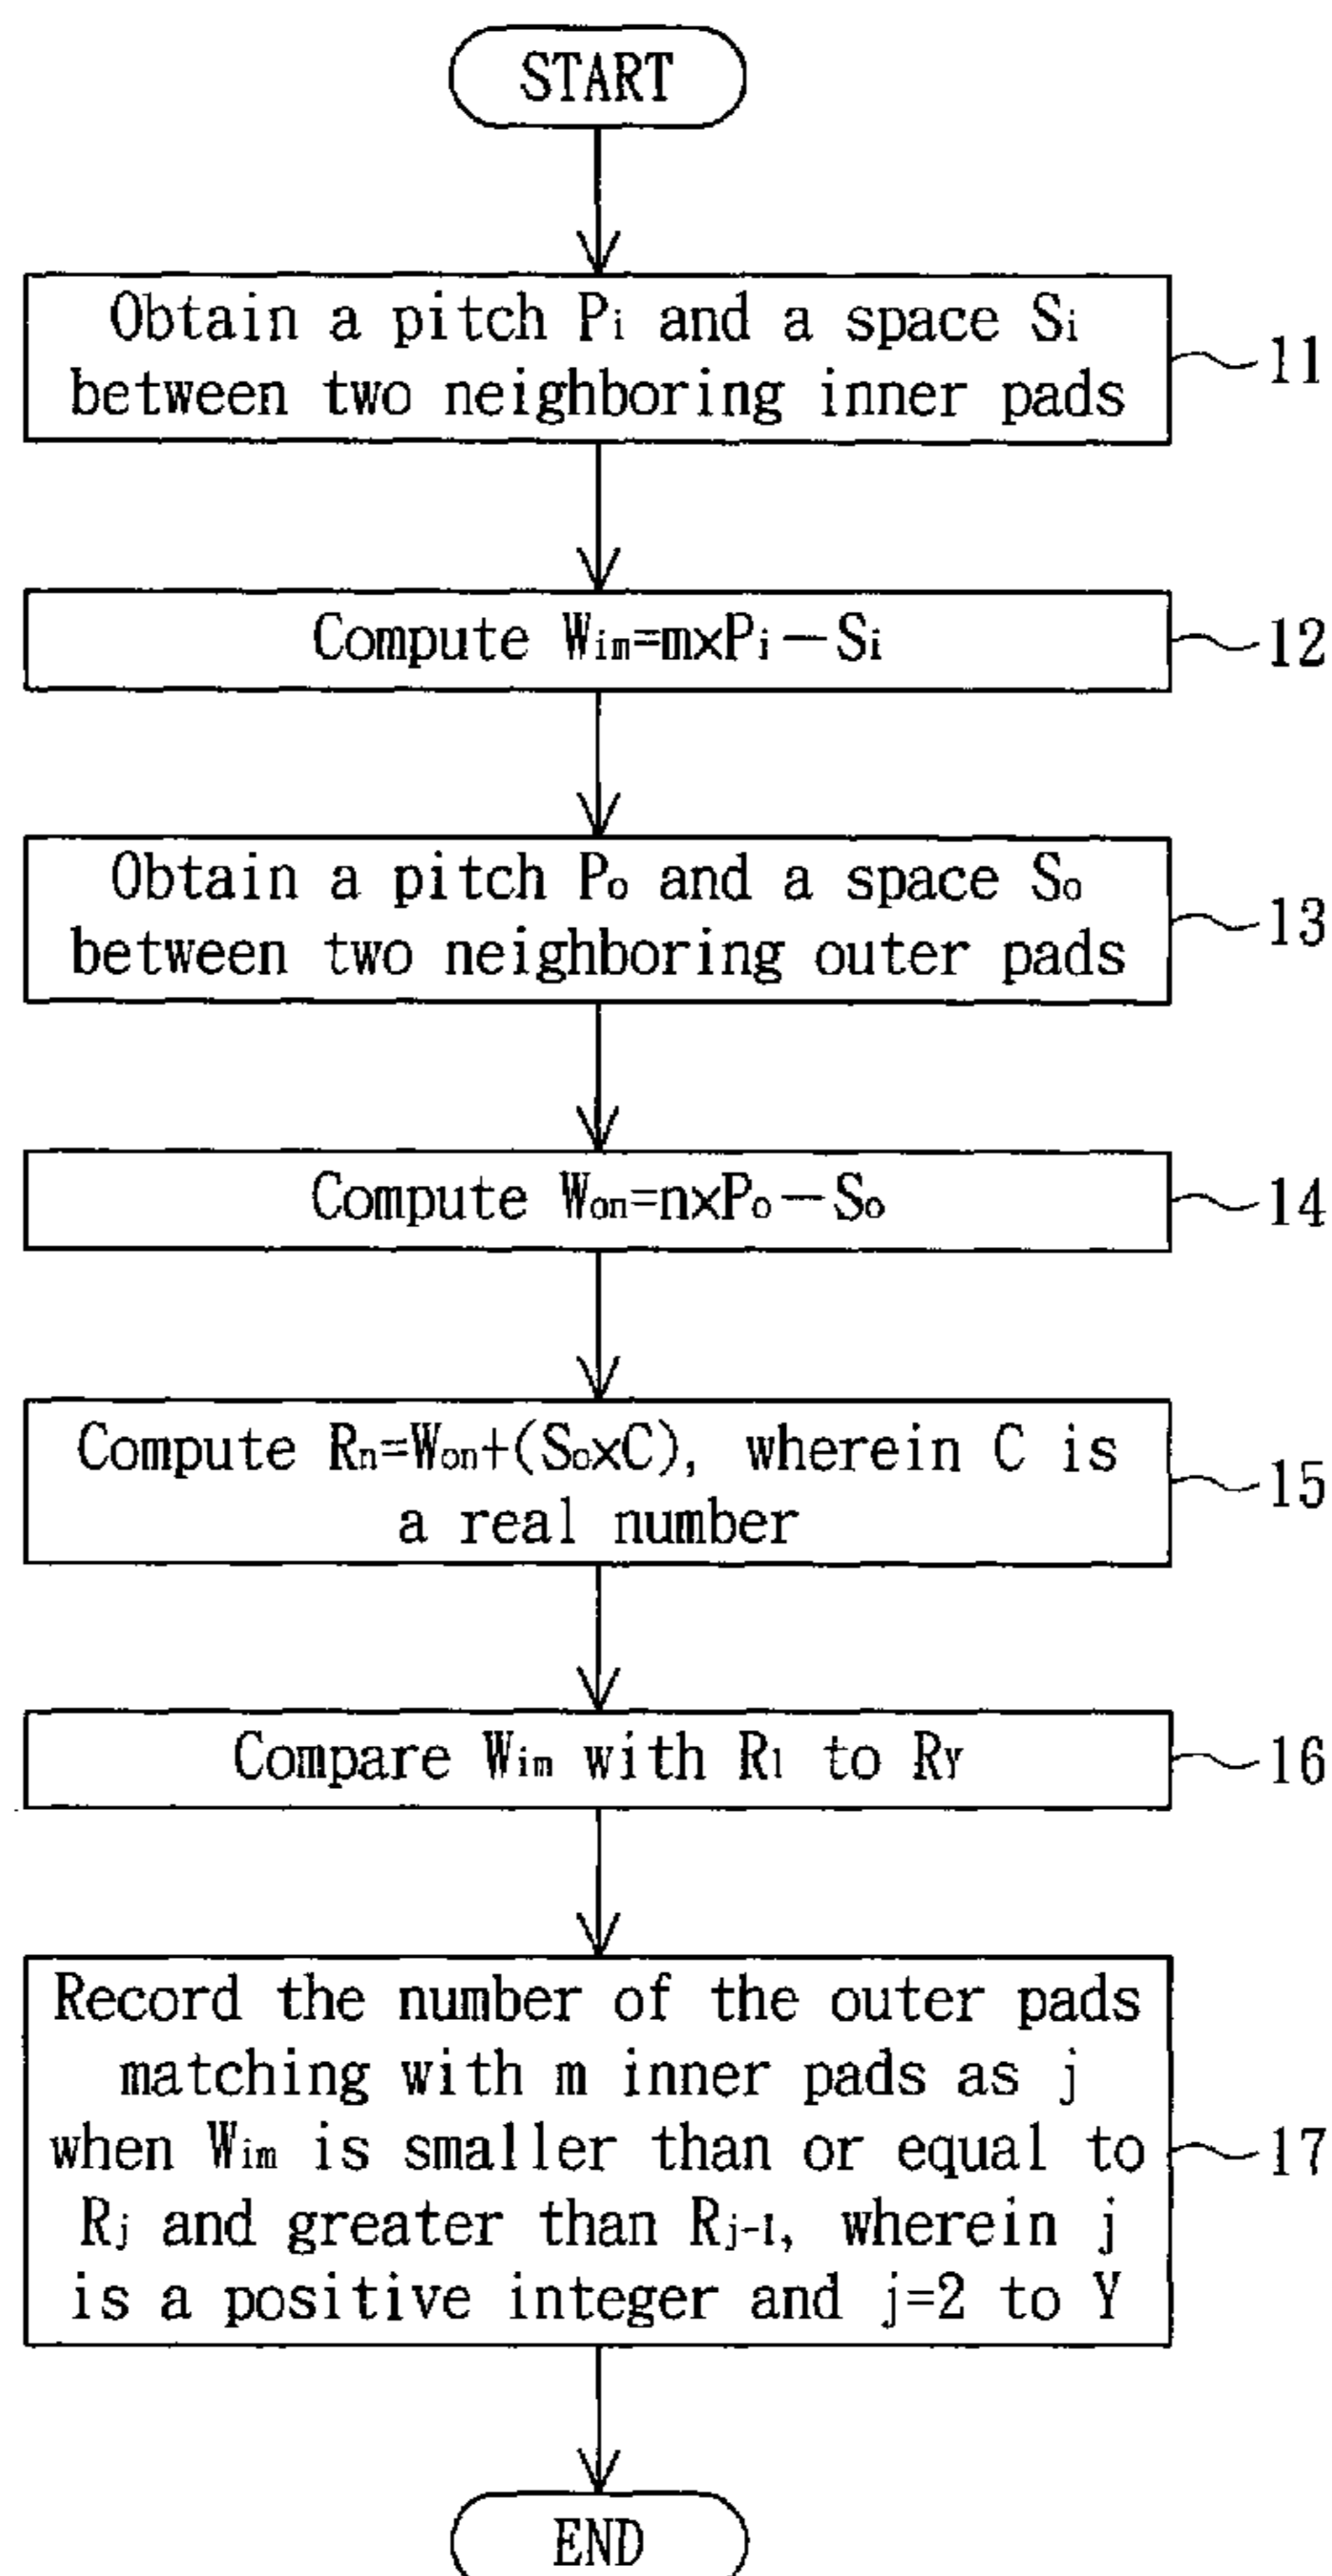 START
Obtain a pitch Pi and a space Si
between two neighboring inner pads
11
Compute Wim=m×Pi−Si
12
Obtain a pitch Po and a space So
between two neighboring outer pads
13
Compute Won=n×Po−So
14
Compute Rn=Won+(So×C), wherein C is
a real number
15
Compare Wim with R1 to RY
16
Record the number of the outer pads
matching with m inner pads as j
when Wim is smaller than or equal to
Rj and greater than Rj-1, wherein j
is a positive integer and j=2 to Y
17
END